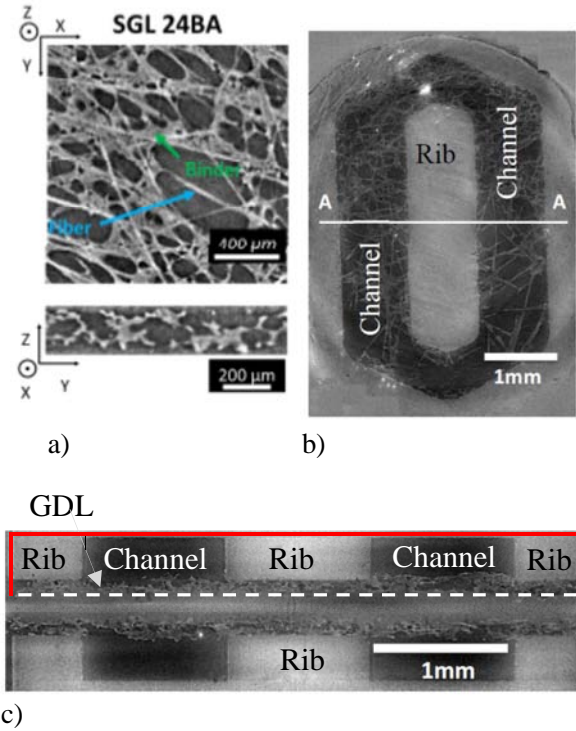 SGL 24BA
Z
X
Y
Binder
Fiber
400 µm
Z
X
Y
200 µm
a)
Rib
Channel
A
A
Channel
1mm
b)
GDL
Rib
Channel
Rib
Channel
Rib
Rib
1mm
c)